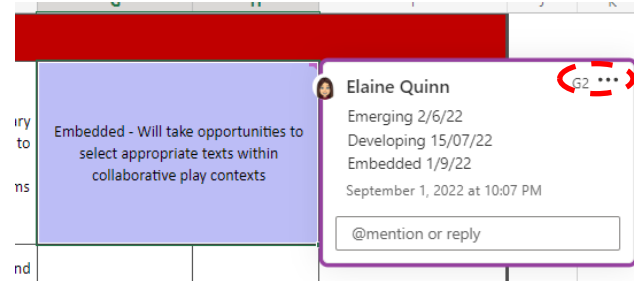 G H I J K
Elaine Quinn G2 •••
Emerging 2/6/22
Developing 15/07/22
Embedded 1/9/22
September 1, 2022 at 10:07 PM
@mention or reply
Embedded - Will take opportunities to
select appropriate texts within
collaborative play contexts
to
nd